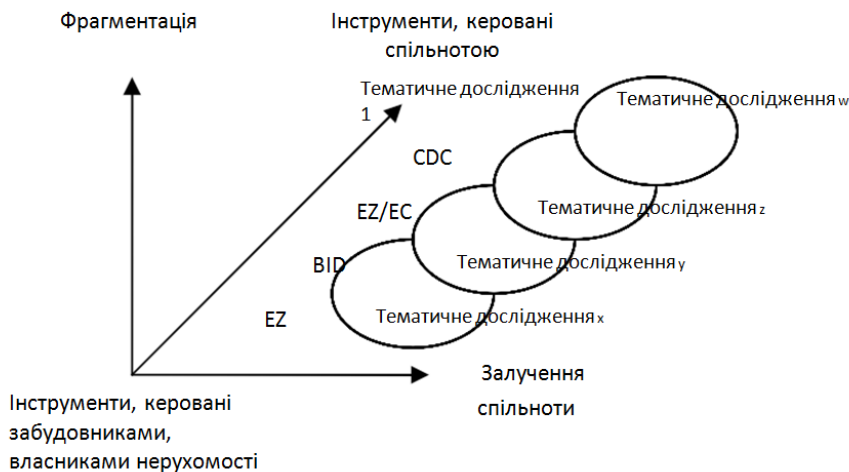 Фрагментація
Інструменти, керовані
спільнотою
Тематичне дослідження
1
Тематичне дослідження w
CDC
Тематичне дослідження z
EZ/EC
BID
Тематичне дослідження y
EZ
Тематичне дослідження x
Залучення
спільноти
Інструменти, керовані
забудовниками,
власниками нерухомості